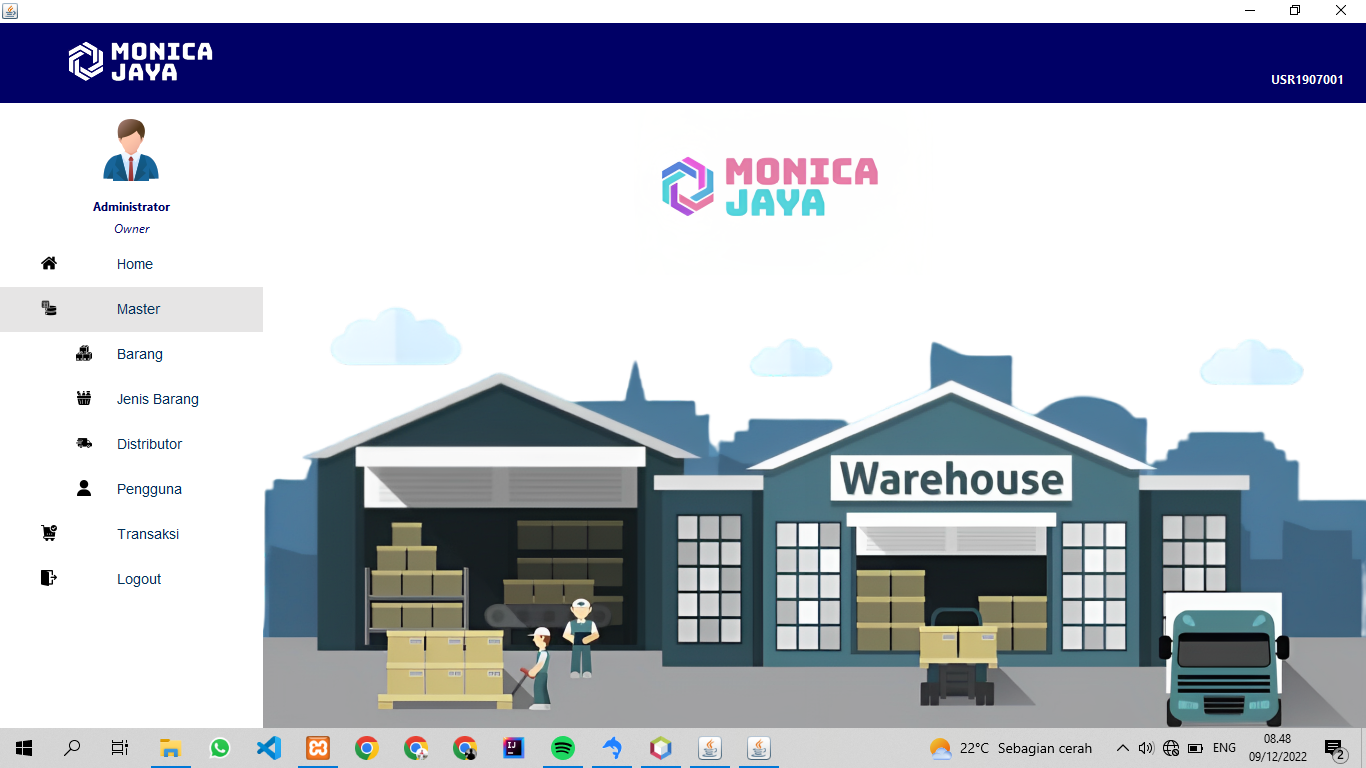 MONICA
JAYA
USR1907001
MONICA
JAYA
Administrator
Owner
Home
Master
Barang
Jenis Barang
Distributor
Pengguna
Transaksi
Logout
Warehouse
22°C Sebagian cerah
ENG
08.48
09/12/2022
2